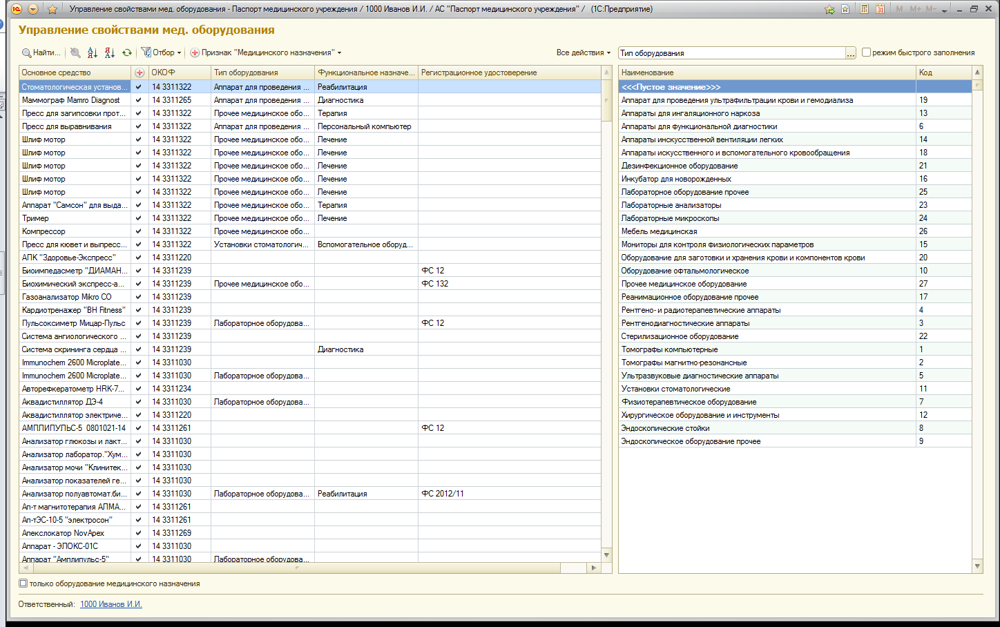 Управление свойствами мед. оборудования - Паспорт медицинского учреждения / 1000 Иванов И.И. / АС "Паспорт медицинского учреждения" / (1С:Предприятие)
M M+ M-
Управление свойствами мед. оборудования
Найти... Отбор Признак "Медицинского назначения" Все действия Тип оборудования ... режим быстрого заполнения
Основное средство ОКОФ Тип оборудования Функциональное назначе... Регистрационное удостоверение
Стоматологическая установ... 14 3311322 Аппарат для проведения ... Реабилитация
Маммограф Mamro Diagnost 14 3311265 Аппарат для проведения ... Диагностика
Пресс для загипсовки прот... 14 3311322 Прочее медицинское обо... Терапия
Пресс для выравнивания 14 3311322 Аппарат для проведения ... Персональный компьютер
Шлиф мотор 14 3311322 Прочее медицинское обо... Лечение
Шлиф мотор 14 3311322 Прочее медицинское обо... Лечение
Шлиф мотор 14 3311322 Прочее медицинское обо... Лечение
Шлиф мотор 14 3311322 Прочее медицинское обо... Лечение
Шлиф мотор 14 3311322 Прочее медицинское обо... Лечение
Аппарат "Самсон" для выда... 14 3311322 Прочее медицинское обо... Терапия
Тример 14 3311322 Прочее медицинское обо... Лечение
Компрессор 14 3311322 Прочее медицинское обо...
Пресс для кювет и выпресс... 14 3311322 Установки стоматологич... Вспомогательное оборуд...
АПК "Здоровье-Экспресс" 14 3311220
Биоимпедасметр "ДИАМАН... 14 3311239 ФС 12
Биохимический экспресс-а... 14 3311239 Прочее медицинское обо... ФС 132
Газоанализатор Mikro CO 14 3311239
Кардиотренажер "BH Fitness" 14 3311239
Пульсоксиметр Мицар-Пульс 14 3311239 Лабораторное оборудова... ФС 12
Система ангиологического ... 14 3311239
Система скрининга сердца ... 14 3311239 Диагностика
Immunochem 2600 Microplate... 14 3311030
Immunochem 2600 Microplate... 14 3311030 Лабораторное оборудова...
Авторефкератометр HRK-7... 14 3311234
Аквадистиллятор ДЭ-4 14 3311030 Лабораторное оборудова...
Аквадистиллятор электриче... 14 3311220
АМПЛИПУЛЬС-5 0801021-14 14 3311261 ФС 12
Анализатор глюкозы и лакт... 14 3311030
Анализатор лаборатор."Хум... 14 3311030
Анализатор мочи "Клинитек... 14 3311030
Анализатор показателей ге... 14 3311030
Анализатор полуавтомат.би... 14 3311030 Лабораторное оборудова... Реабилитация ФС 2012/11
Ап-т магнитотерапия АЛМА... 14 3311261
Ап-тЭС-10-5 "электросон" 14 3311261
Апекслокатор NovApex 14 3311269
Аппарат - ЭЛОКС-01С 14 3311030
Аппарат "Амплипульс-5" 14 3311030 Лабораторное оборудова...
Наименование Код
<<<Пустое значение>>>
Аппарат для проведения ультрафильтрации крови и гемодиализа 19
Аппараты для ингаляционного наркоза 13
Аппараты для функциональной диагностики 6
Аппараты инскусственной вентиляции легких 14
Аппараты искусственного и вспомогательного кровообращения 18
Дезинфекционное оборудование 21
Инкубатор для новорожденных 16
Лабораторное оборудование прочее 25
Лабораторные анализаторы 23
Лабораторные микроскопы 24
Мебель медицинская 26
Мониторы для контроля физиологических параметров 15
Оборудование для заготовки и хранения крови и компонентов крови 20
Оборудование офтальмологическое 10
Прочее медицинское оборудование 27
Реанимационное оборудование прочее 17
Рентгено- и радиотерапевтические аппараты 4
Рентгенодиагностические аппараты 3
Стерилизационное оборудование 22
Томографы компьютерные 1
Томографы магнитно-резонансные 2
Ультразвуковые диагностические аппараты 5
Установки стоматологические 11
Физиотерапевтическое оборудование 7
Хирургическое оборудование и инструменты 12
Эндоскопические стойки 8
Эндоскопическое оборудование прочее 9
только оборудование медицинского назначения
Ответственный: 1000 Иванов И.И.